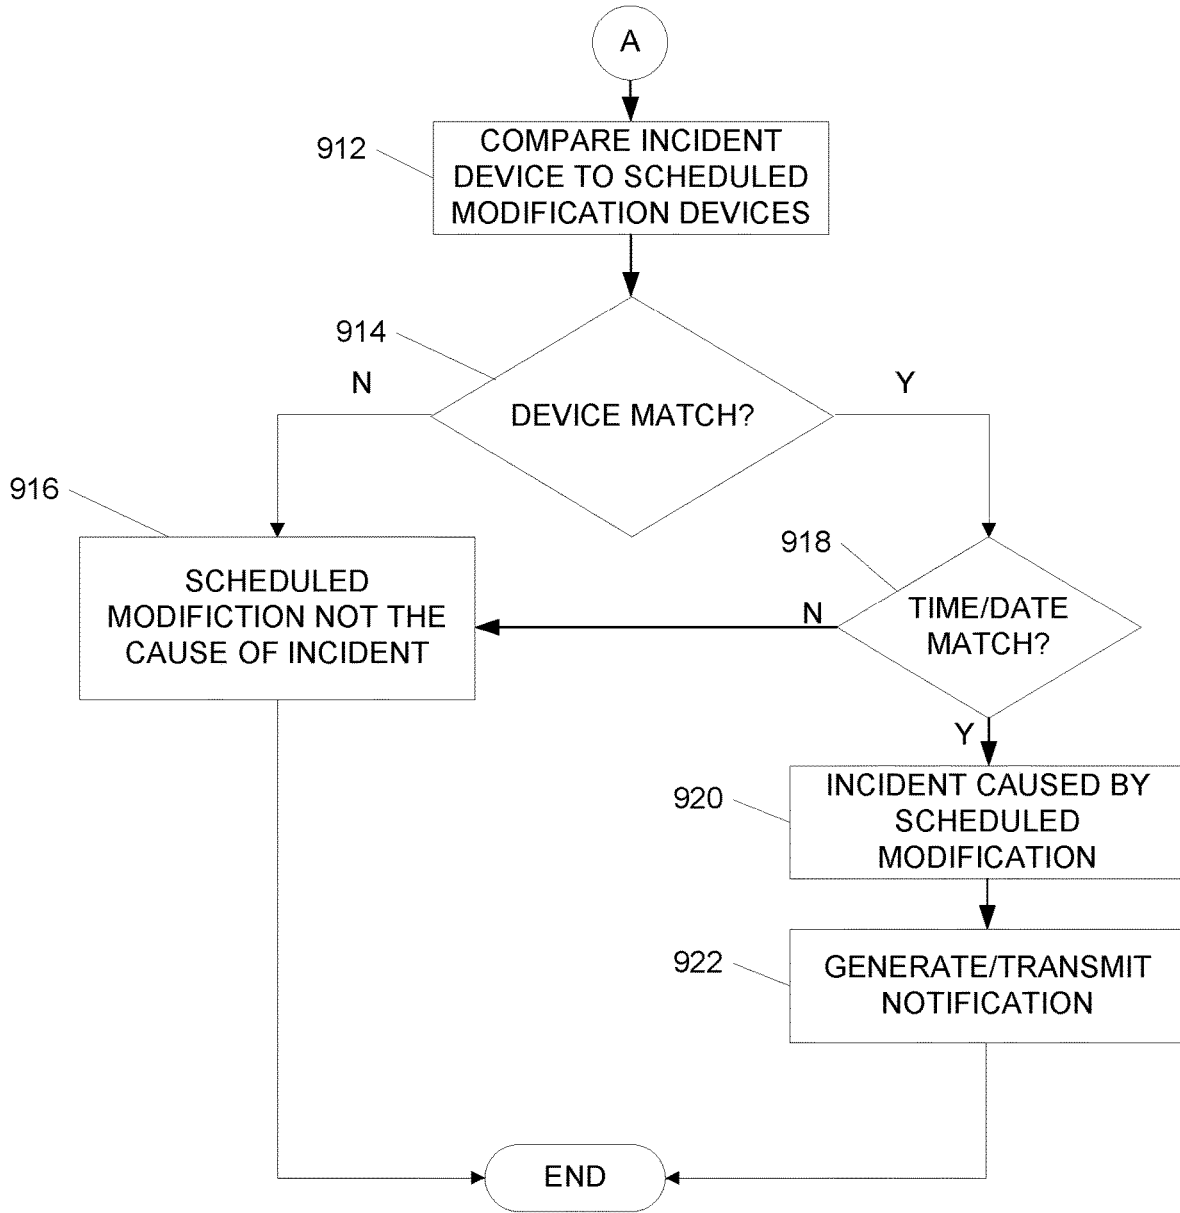 A
912
COMPARE INCIDENT
DEVICE TO SCHEDULED
MODIFICATION DEVICES
914
N
Y
DEVICE MATCH?
916
SCHEDULED
MODIFICTION NOT THE
CAUSE OF INCIDENT
918
N
TIME/DATE
MATCH?
Y
920
INCIDENT CAUSED BY
SCHEDULED
MODIFICATION
922
GENERATE/TRANSMIT
NOTIFICATION
END